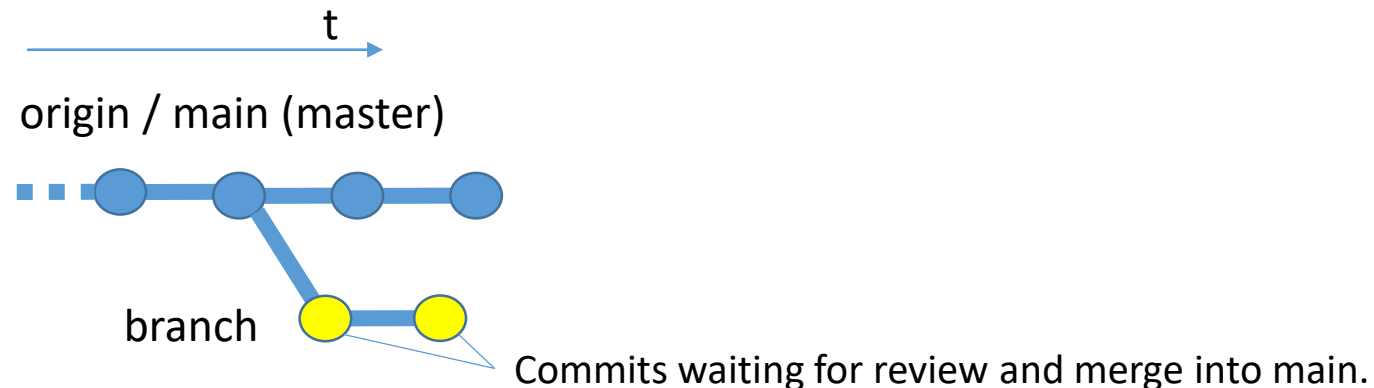 t
origin / main (master)
branch
Commits waiting for review and merge into main.